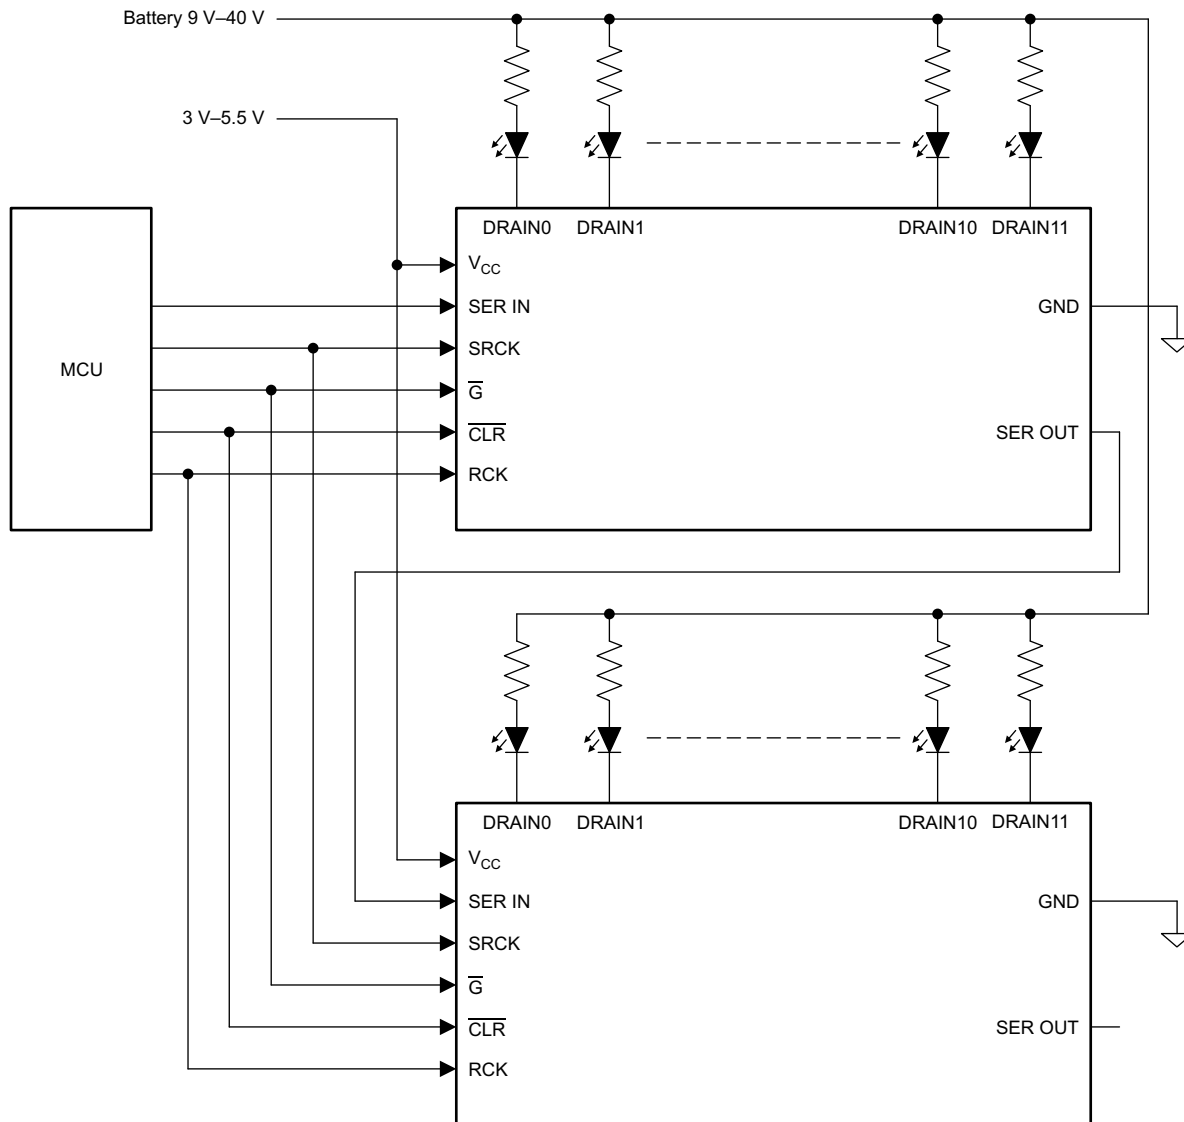 Battery 9 V–40 V
3 V–5.5 V
MCU
DRAIN0 DRAIN1 DRAIN10 DRAIN11
VCC
SER IN
GND
SRCK
G
CLR
SER OUT
RCK
DRAIN0 DRAIN1 DRAIN10 DRAIN11
VCC
SER IN
GND
SRCK
G
CLR
SER OUT
RCK